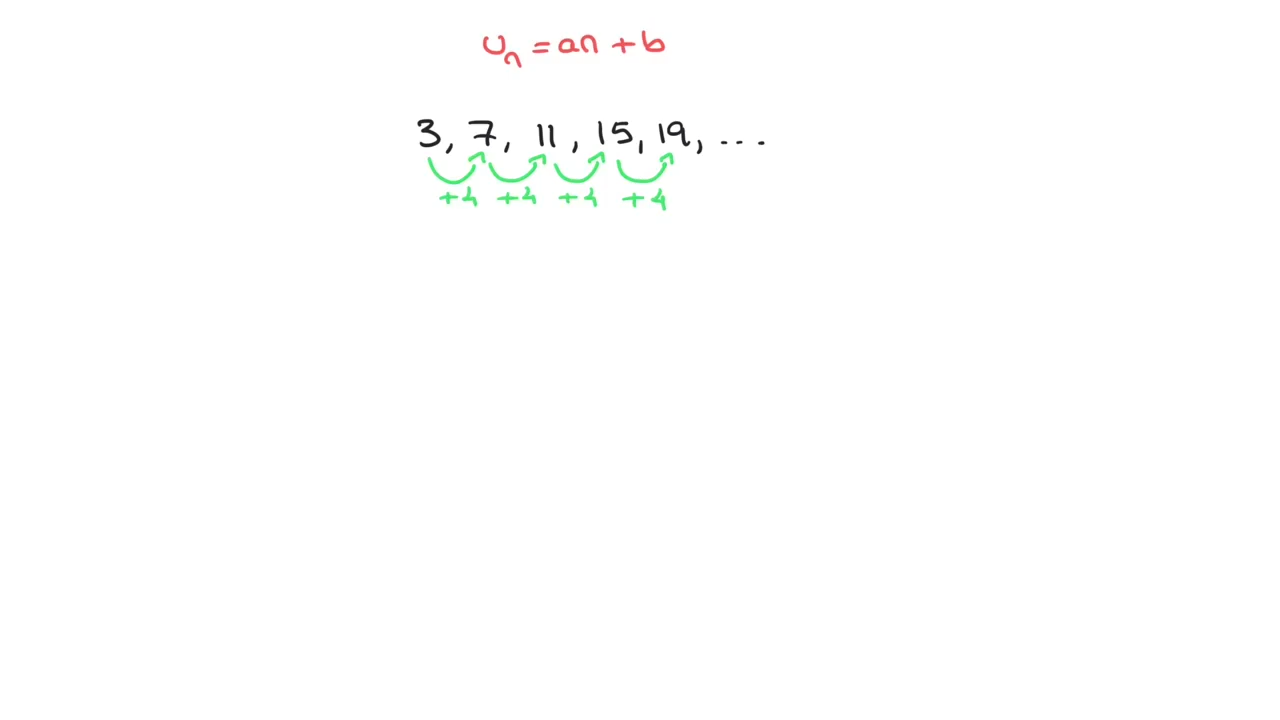 Un = an + b
3, 7, 11, 15, 19, ...
+4 +4 +4 +4